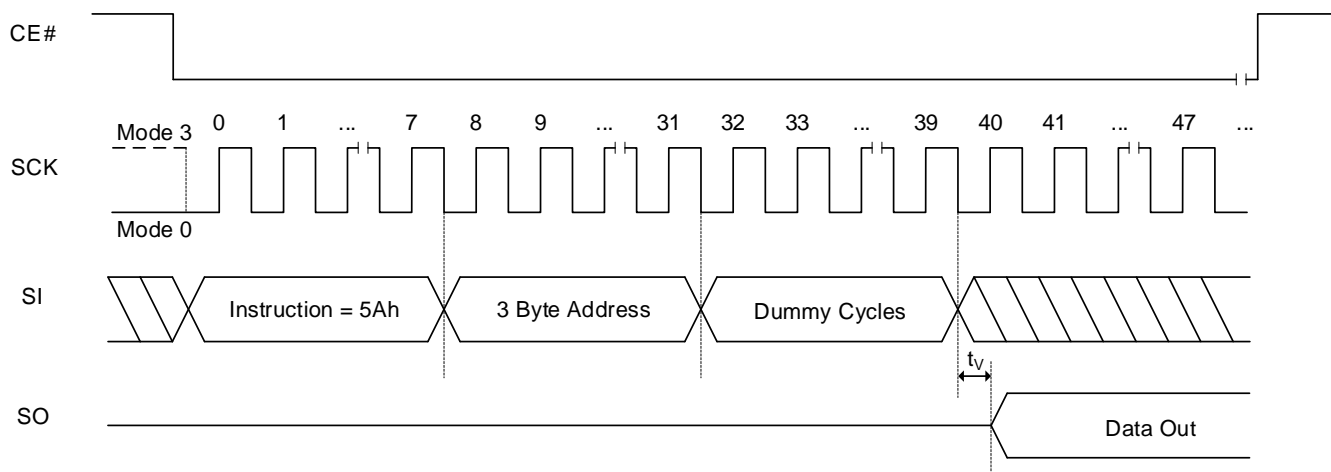 CE#
Mode 3
0 1 ... 7 8 9 ... 31 32 33 ... 39 40 41 ... 47 ...
SCK
Mode 0
SI
Instruction = 5Ah
3 Byte Address
Dummy Cycles
tV
SO
Data Out